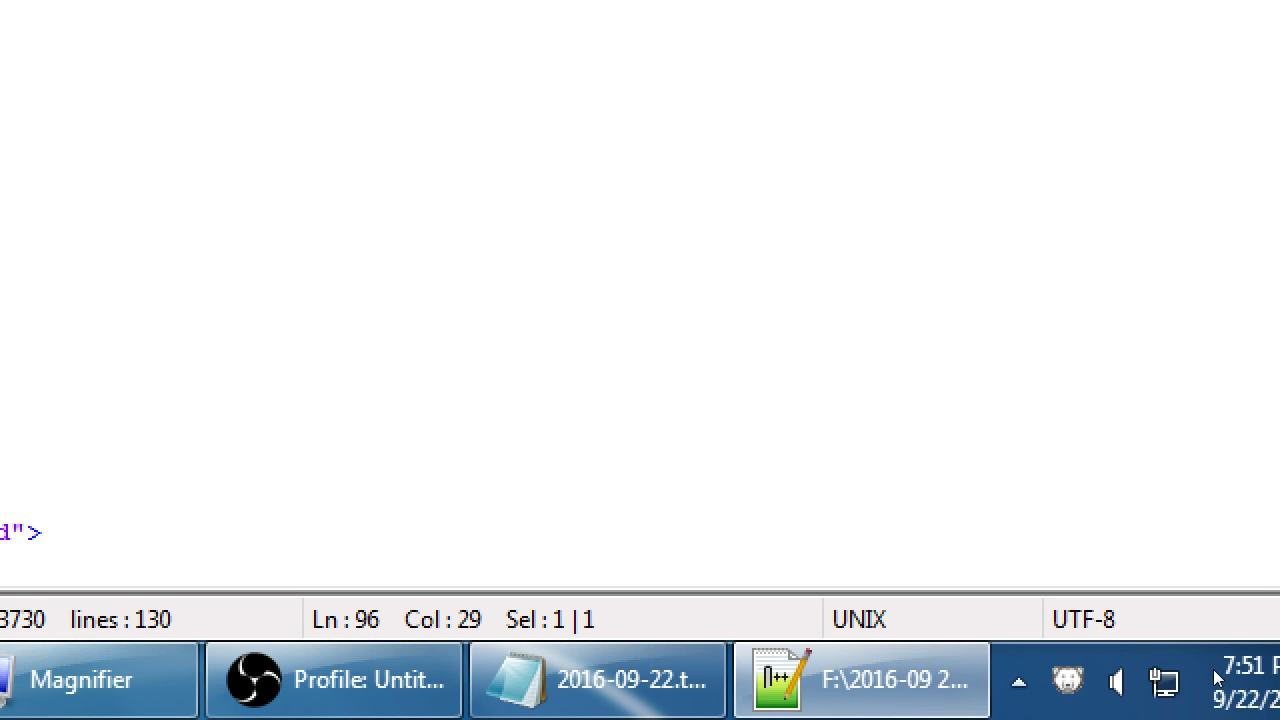 d">
3730 lines : 130 Ln : 96 Col : 29 Sel : 1 | 1 UNIX UTF-8
Magnifier Profile: Untit... 2016-09-22.t... F:\2016-09 2... 7:51 P
9/22/2